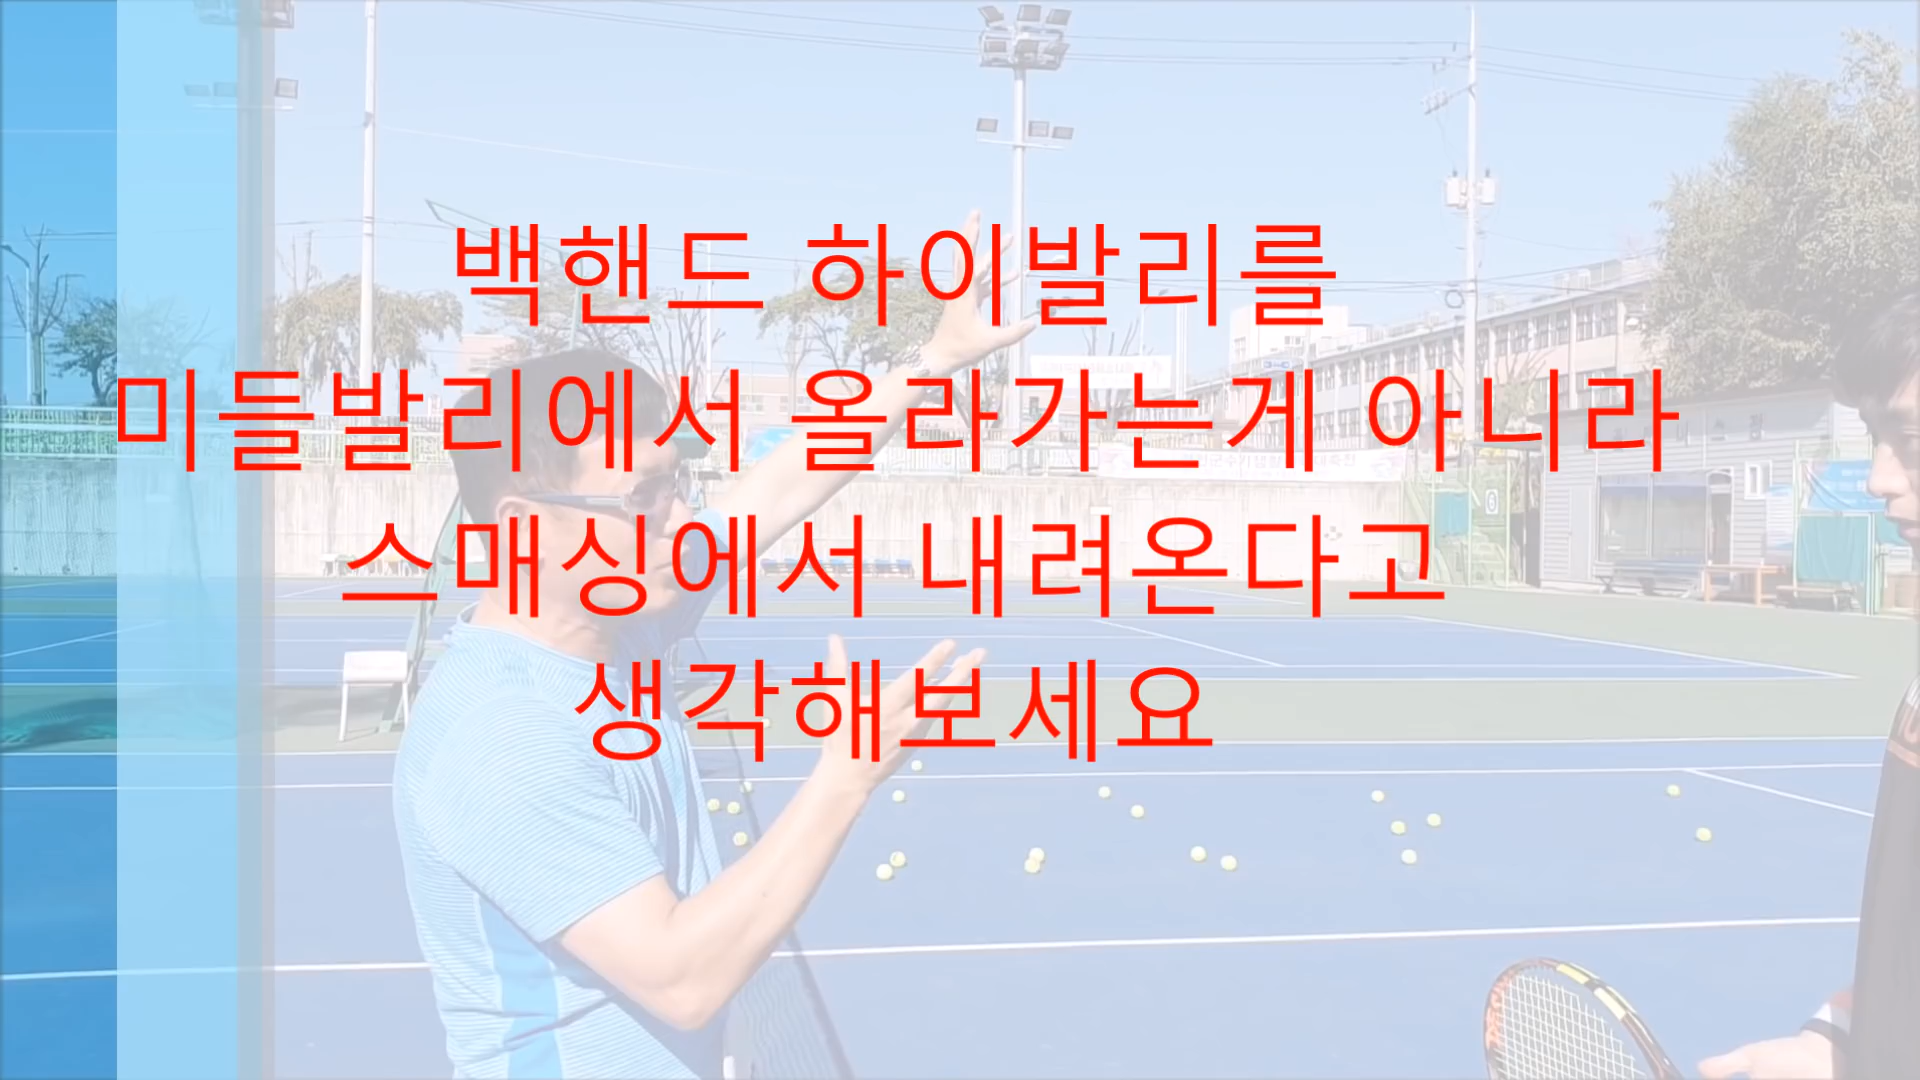 백핸드 하이발리를
미들발리에서 올라가는게 아니라
스매싱에서 내려온다고
생각해보세요